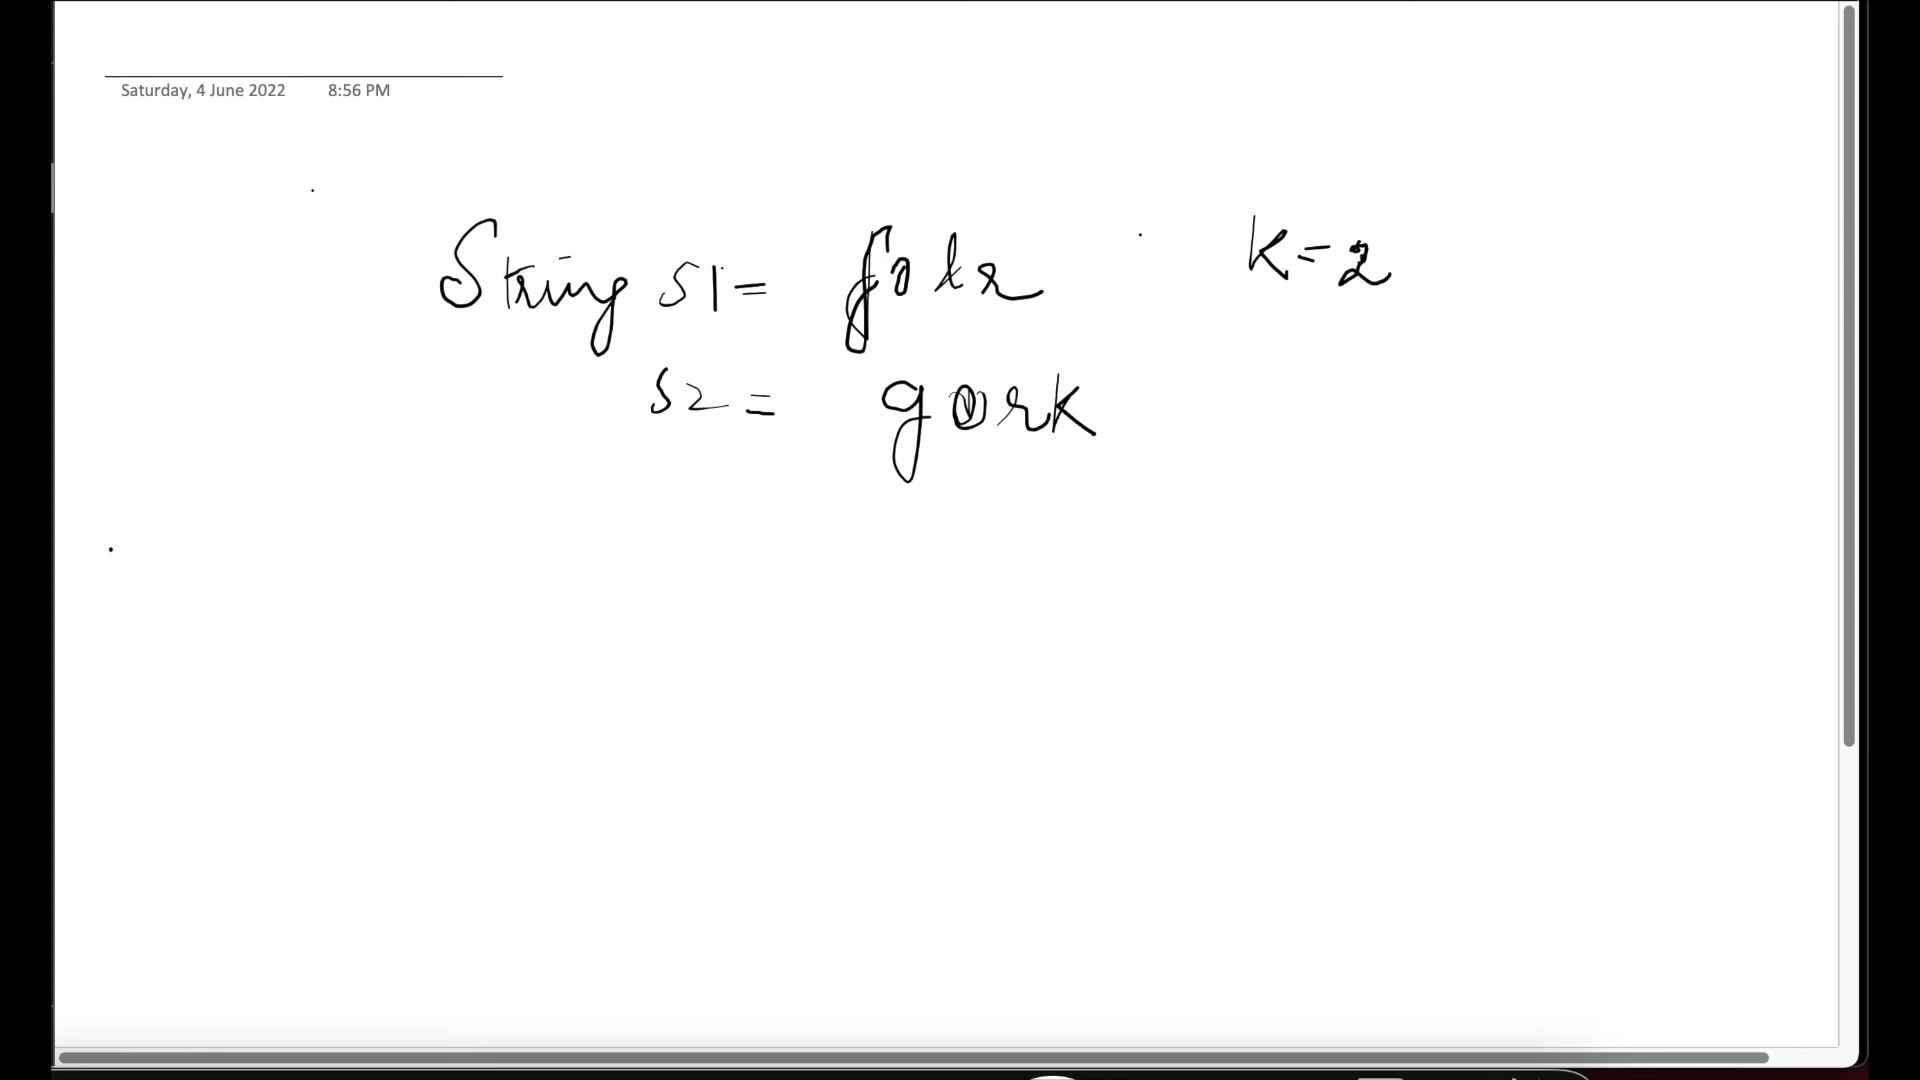 Saturday, 4 June 2022 8:56 PM
String s1 = fokr K=2
s2 = gork